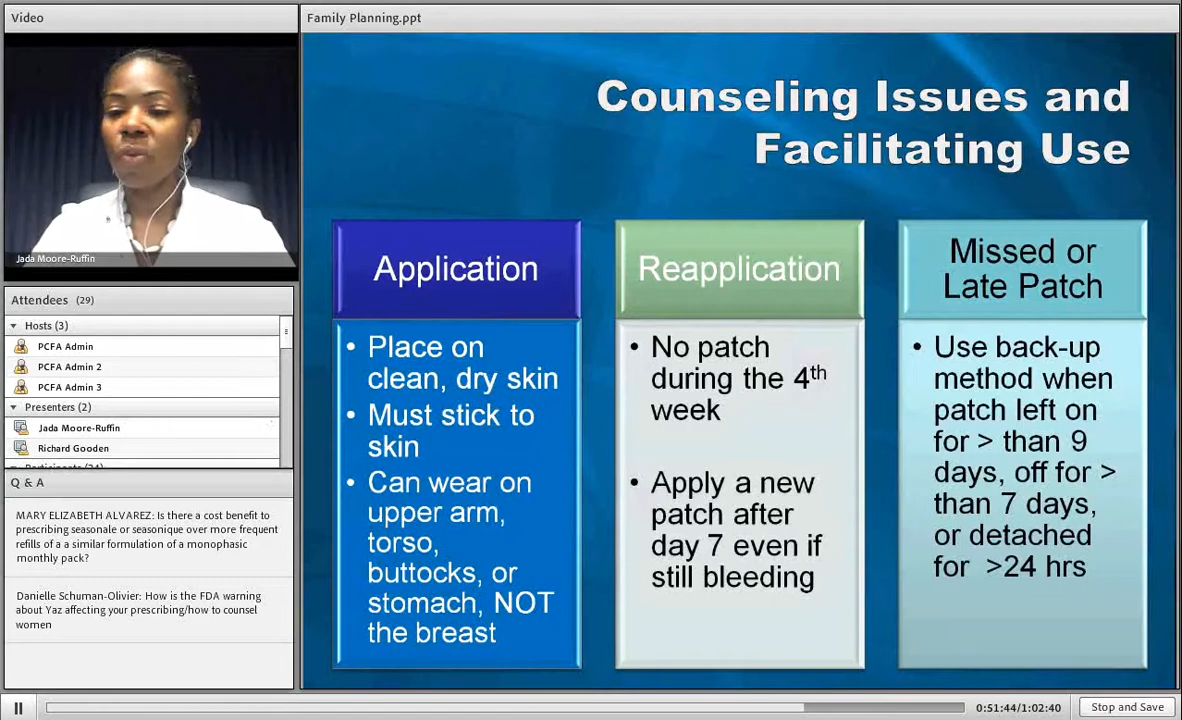 Video
Family Planning.ppt
Jada Moore-Ruffin
Attendees (29)
Hosts (3)
PCFA Admin
PCFA Admin 2
PCFA Admin 3
Presenters (2)
Jada Moore-Ruffin
Richard Gooden
Q & A
MARY ELIZABETH ALVAREZ: Is there a cost benefit to
prescribing seasonale or seasonique over more frequent
refills of a a similar formulation of a monophasic
monthly pack?
Danielle Schuman-Olivier: How is the FDA warning
about Yaz affecting your prescribing/how to counsel
women
Counseling Issues and
Facilitating Use
Application
• Place on
clean, dry skin
• Must stick to
skin
• Can wear on
upper arm,
torso,
buttocks, or
stomach, NOT
the breast
Reapplication
• No patch
during the 4th
week
• Apply a new
patch after
day 7 even if
still bleeding
Missed or
Late Patch
• Use back-up
method when
patch left on
for > than 9
days, off for >
than 7 days,
or detached
for >24 hrs
0:51:44/1:02:40
Stop and Save